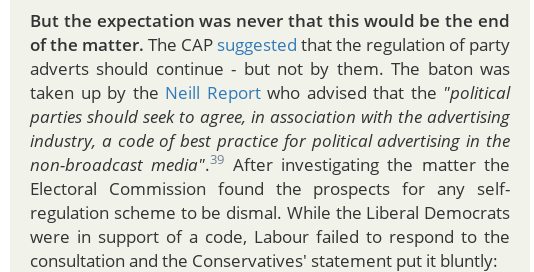 But the expectation was never that this would be the end
of the matter. The CAP suggested that the regulation of party
adverts should continue - but not by them. The baton was
taken up by the Neill Report who advised that the "political
parties should seek to agree, in association with the advertising
industry, a code of best practice for political advertising in the
non-broadcast media".39 After investigating the matter the
Electoral Commission found the prospects for any self-
regulation scheme to be dismal. While the Liberal Democrats
were in support of a code, Labour failed to respond to the
consultation and the Conservatives' statement put it bluntly: